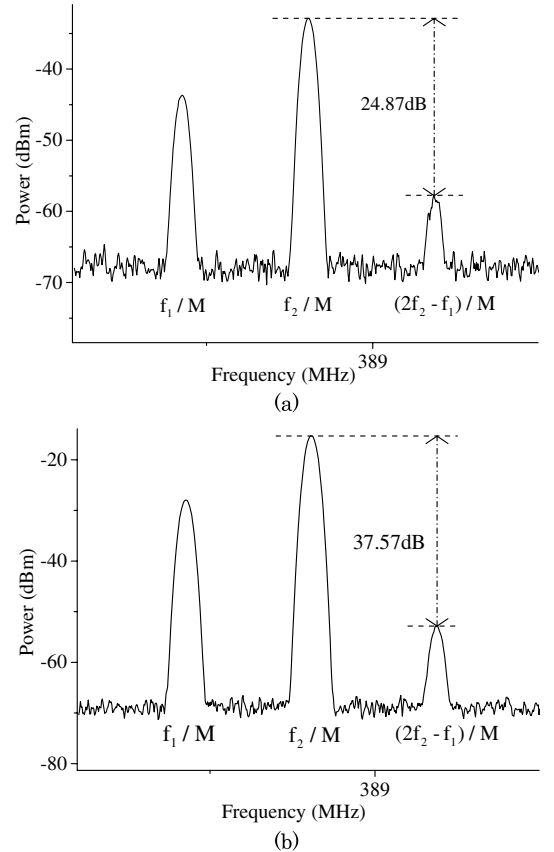 -40
-50
-60
-70
Power (dBm)
24.87dB
f₁ / M
f₂ / M
(2f₂ - f₁) / M
389
Frequency (MHz)
(a)
-20
-40
-60
-80
Power (dBm)
37.57dB
f₁ / M
f₂ / M
(2f₂ - f₁) / M
389
Frequency (MHz)
(b)